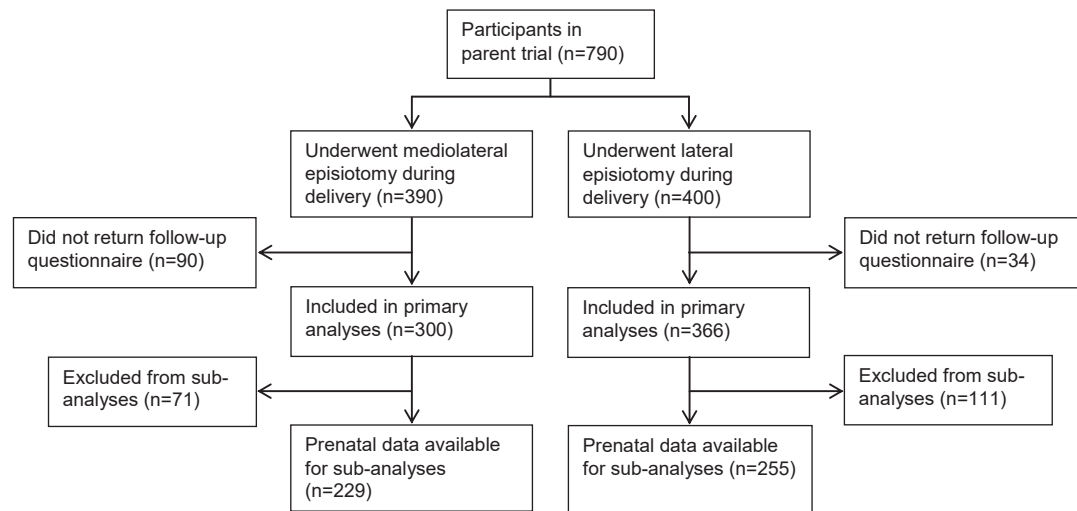 Participants in
parent trial (n=790)
Underwent mediolateral
episiotomy during
delivery (n=390)
Underwent lateral
episiotomy during
delivery (n=400)
Did not return follow-up
questionnaire (n=90)
Did not return follow-up
questionnaire (n=34)
Included in primary
analyses (n=300)
Included in primary
analyses (n=366)
Excluded from sub-
analyses (n=71)
Excluded from sub-
analyses (n=111)
Prenatal data available
for sub-analyses
(n=229)
Prenatal data available
for sub-analyses (n=255)